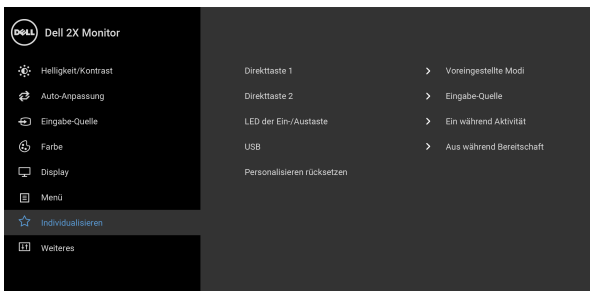 DELL Dell 2X Monitor
Helligkeit/Kontrast Direkttaste 1 > Voreingestellte Modi
Auto-Anpassung Direkttaste 2 > Eingabe-Quelle
Eingabe-Quelle LED der Ein-/Austaste > Ein während Aktivität
Farbe USB > Aus während Bereitschaft
Display Personalisieren rücksetzen
Menü
Individualisieren
Weiteres